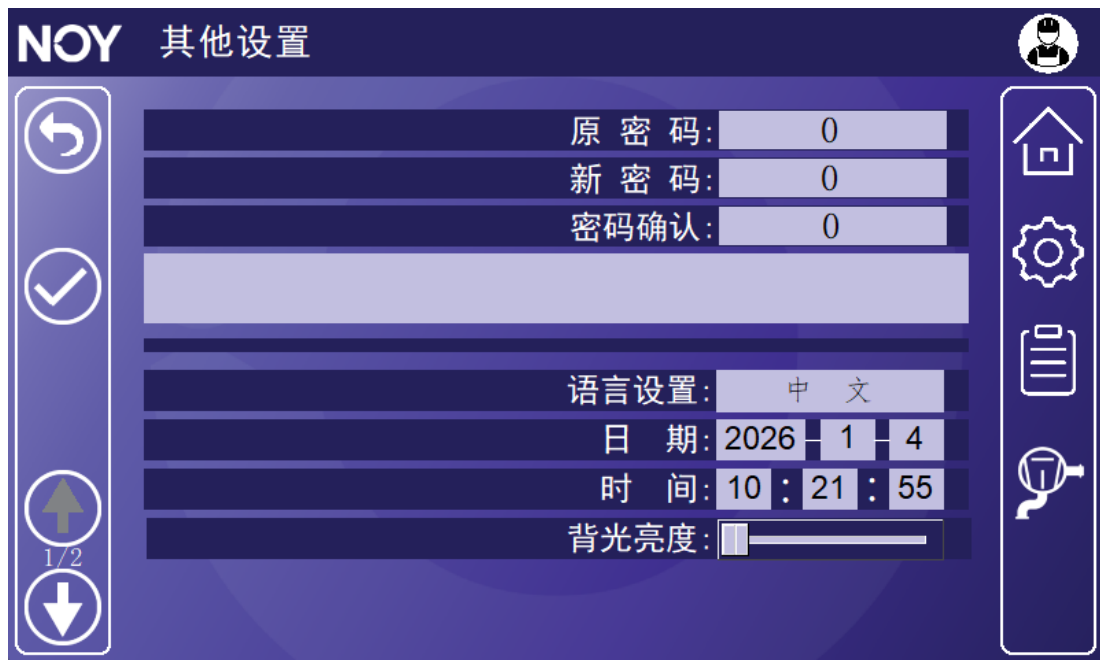 NOY 其他设置
原 密 码: 0
新 密 码: 0
密码确认: 0
语言设置: 中 文
日 期: 2026-1-4
时 间: 10:21:55
背光亮度:
1/2